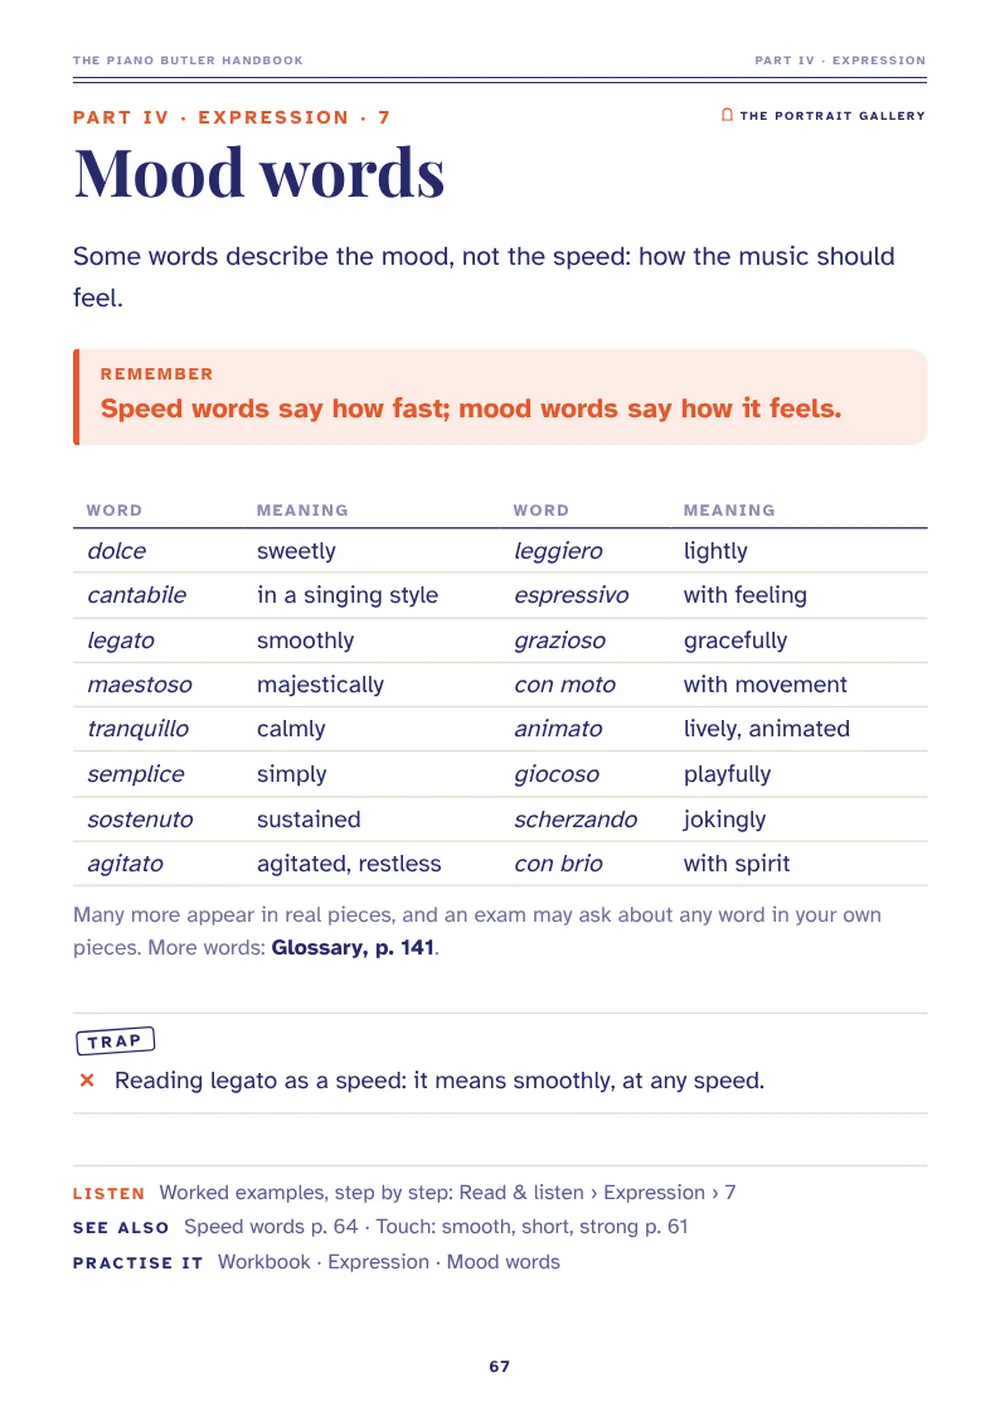 THE PIANO BUTLER HANDBOOK PART IV · EXPRESSION
PART IV · EXPRESSION · 7 THE PORTRAIT GALLERY
Mood words
Some words describe the mood, not the speed: how the music should
feel.
REMEMBER
Speed words say how fast; mood words say how it feels.
WORD MEANING WORD MEANING
dolce sweetly leggiero lightly
cantabile in a singing style espressivo with feeling
legato smoothly grazioso gracefully
maestoso majestically con moto with movement
tranquillo calmly animato lively, animated
semplice simply giocoso playfully
sostenuto sustained scherzando jokingly
agitato agitated, restless con brio with spirit
Many more appear in real pieces, and an exam may ask about any word in your own
pieces. More words: Glossary, p. 141.
TRAP
× Reading legato as a speed: it means smoothly, at any speed.
LISTEN Worked examples, step by step: Read & listen › Expression › 7
SEE ALSO Speed words p. 64 · Touch: smooth, short, strong p. 61
PRACTISE IT Workbook · Expression · Mood words
67